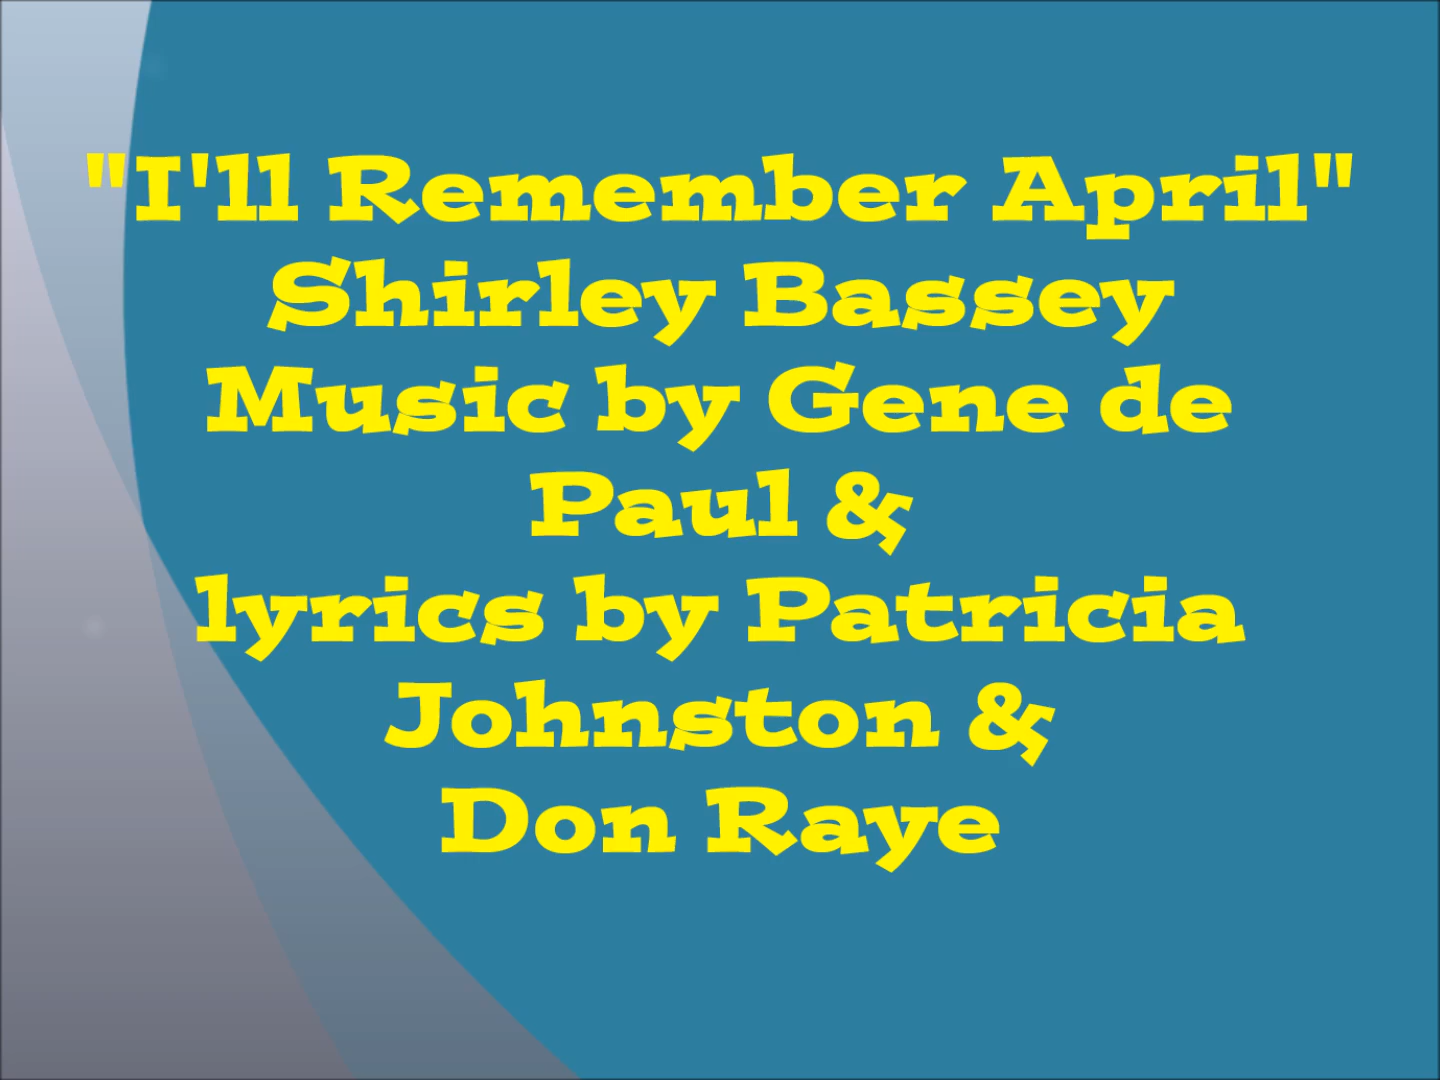 "I'll Remember April"
Shirley Bassey
Music by Gene de
Paul &
lyrics by Patricia
Johnston &
Don Raye